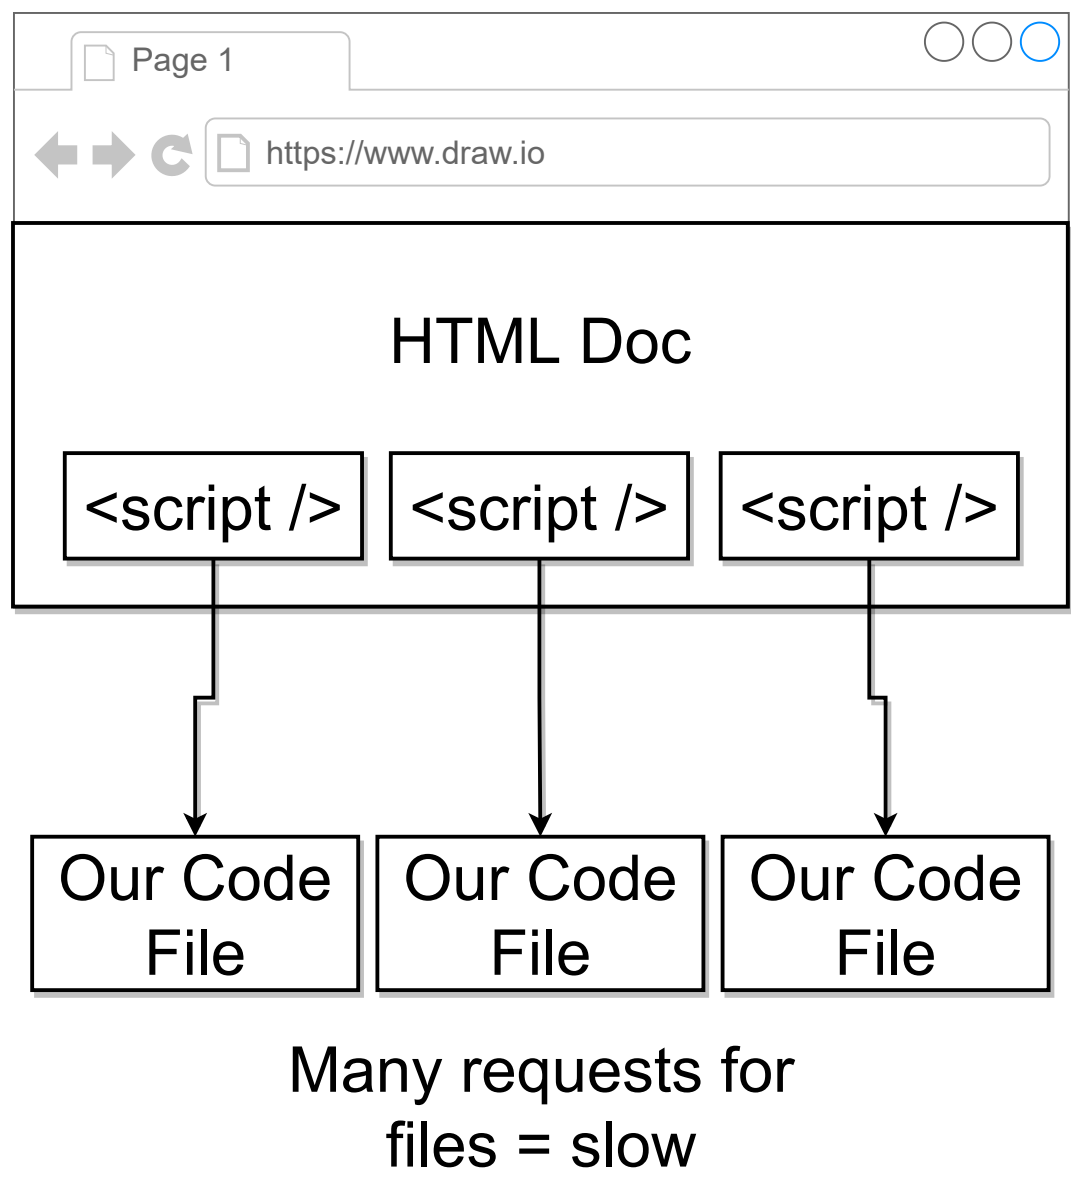 Page 1
https://www.draw.io
HTML Doc
<script />
<script />
<script />
Our Code
File
Our Code
File
Our Code
File
Many requests for
files = slow